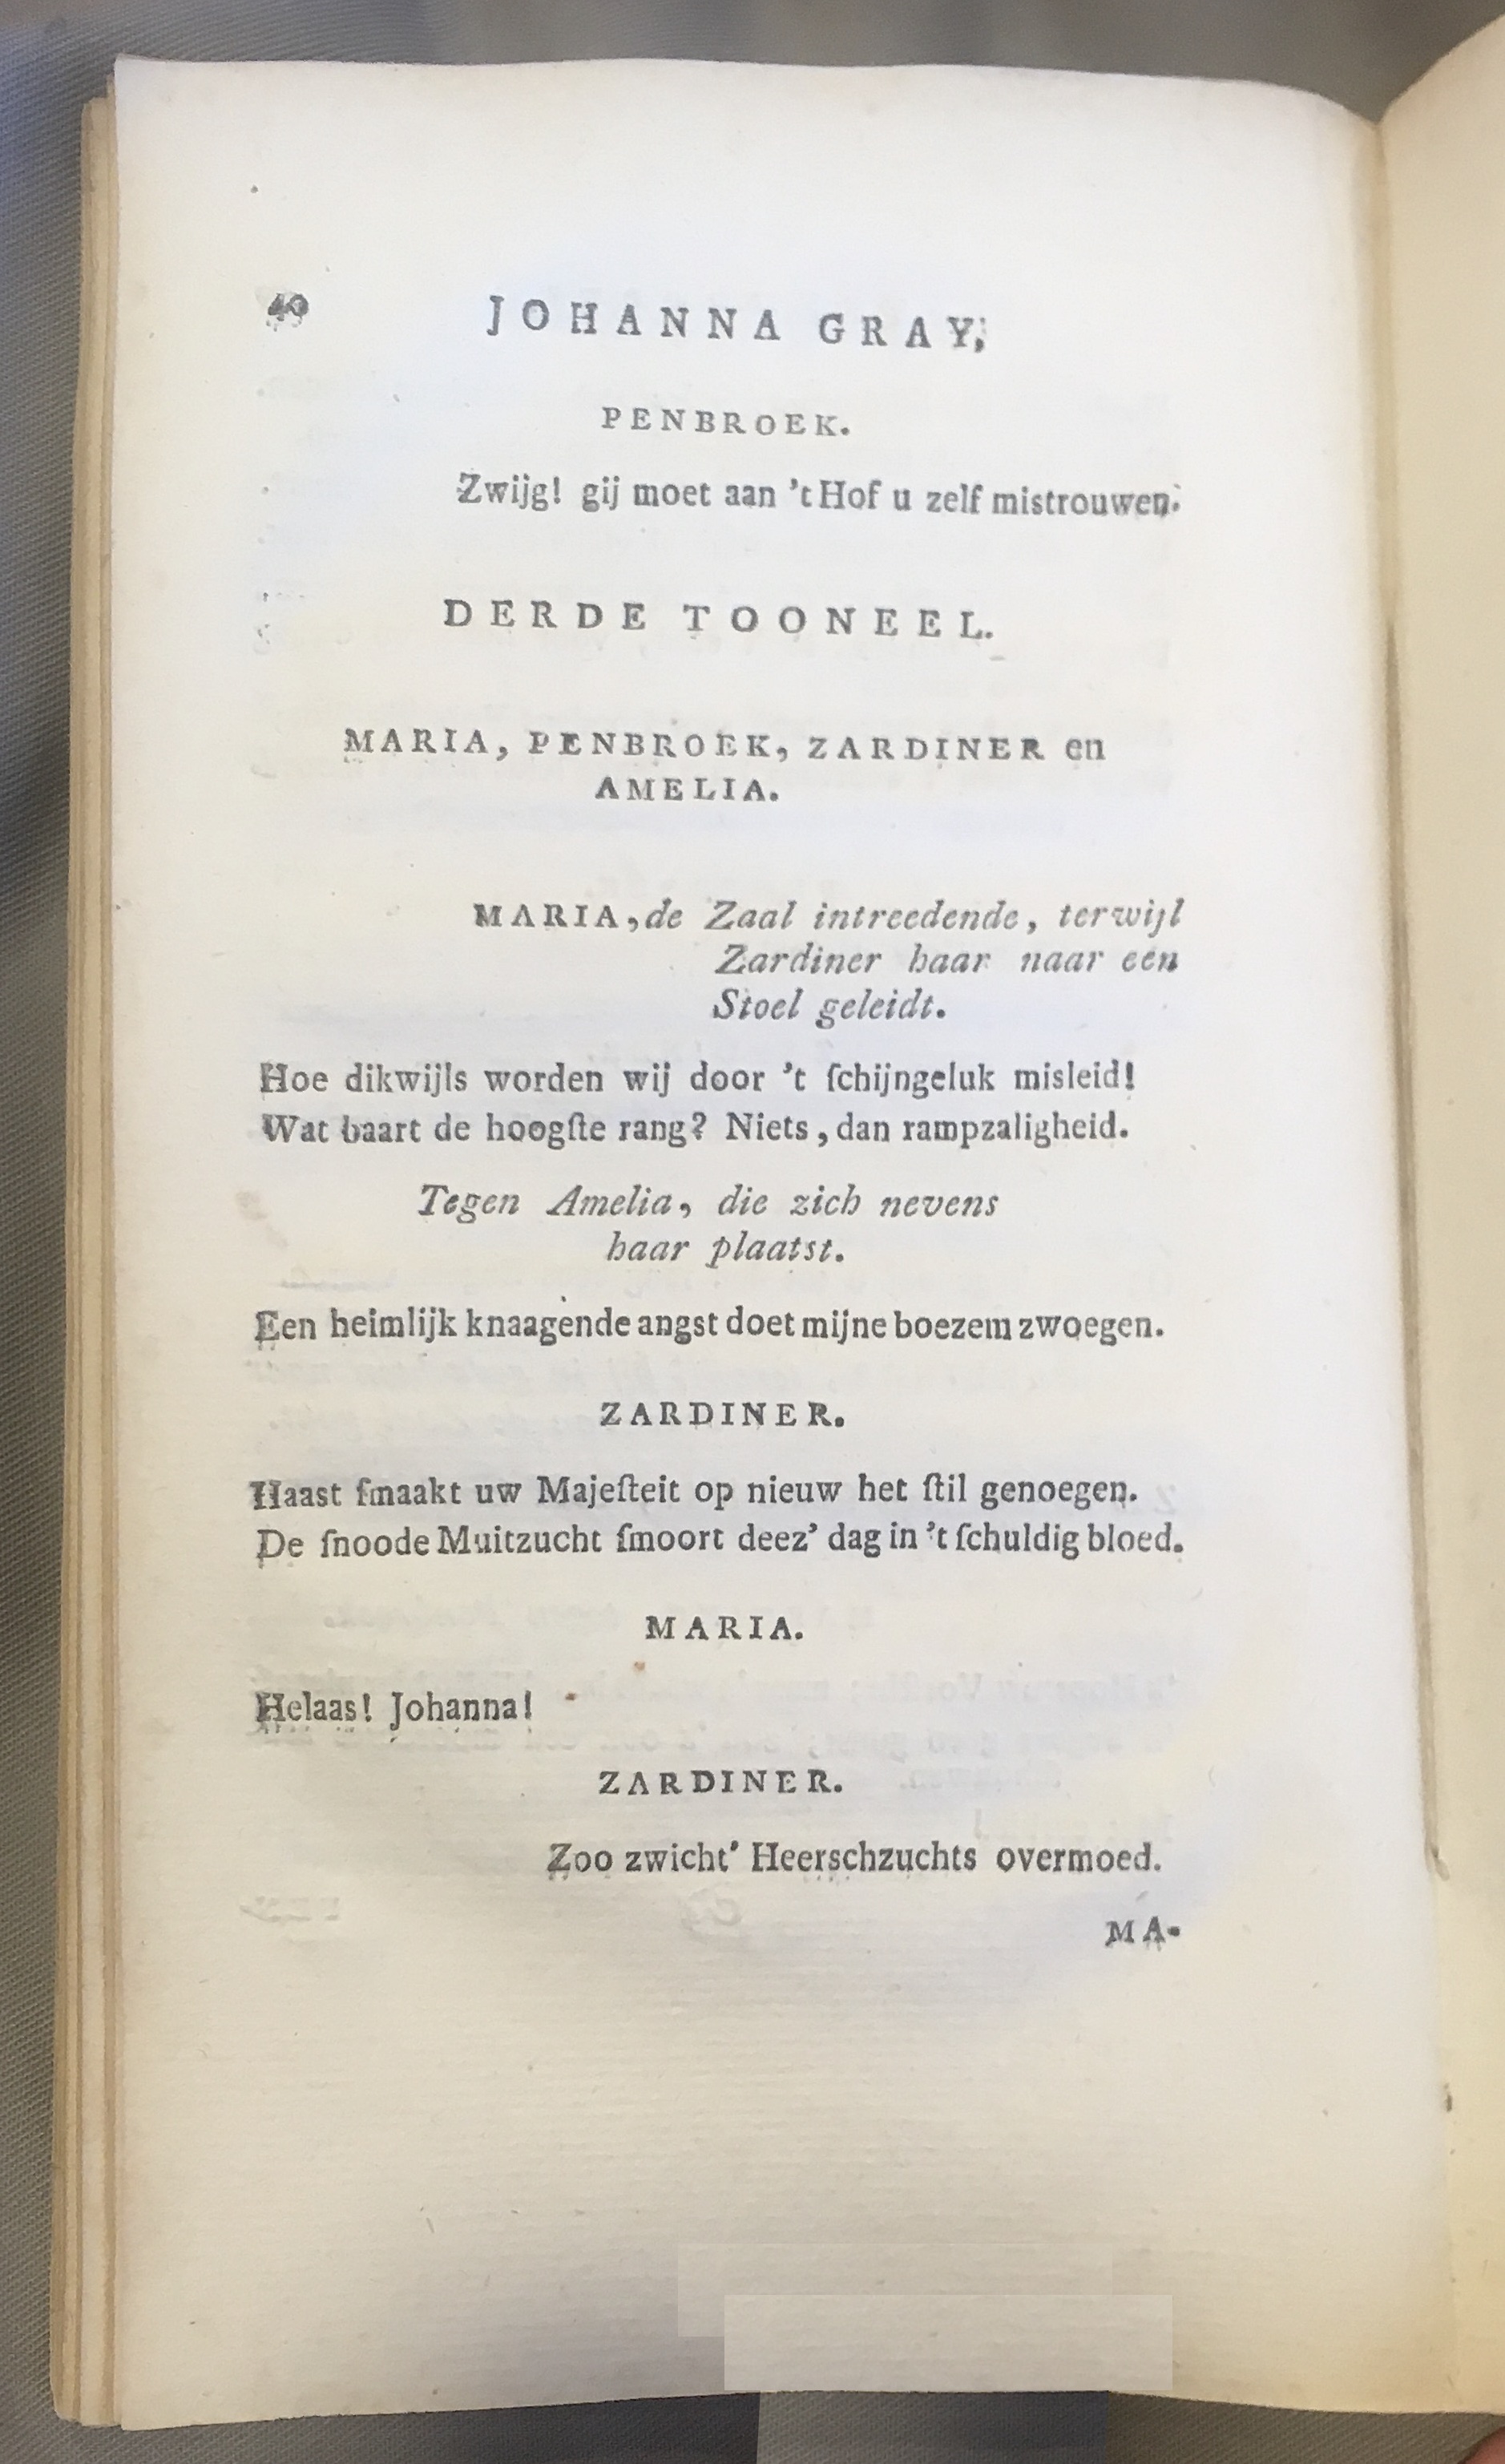 40 JOHANNA GRAY,
PENBROEK.
Zwijg! gij moet aan 't Hof u zelf mistrouwen.
DERDE TOONEEL.
MARIA, PENBROEK, ZARDINER en
AMELIA.
MARIA, de Zaal intreedende, terwijl
Zardiner haar naar een
Stoel geleidt.
Hoe dikwijls worden wij door 't ſchijngeluk misleid!
Wat baart de hoogſte rang? Niets, dan rampzaligheid.
Tegen Amelia, die zich nevens
haar plaatst.
Een heimlijk knaagende angst doet mijne boezem zwoegen.
ZARDINER.
Haast ſmaakt uw Majeſteit op nieuw het ſtil genoegen.
De ſnoode Muitzucht ſmoort deez' dag in 't ſchuldig bloed.
MARIA.
Helaas! Johanna!
ZARDINER.
Zoo zwicht' Heerschzuchts overmoed.
MA-